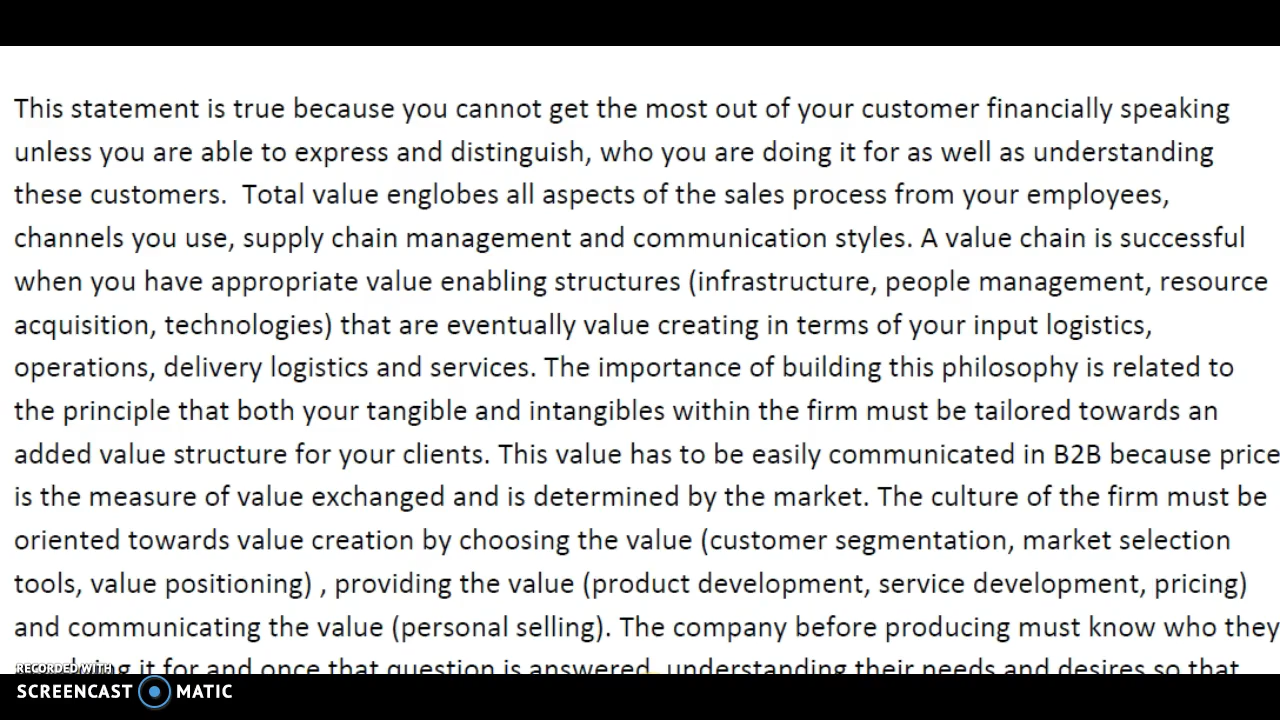 This statement is true because you cannot get the most out of your customer financially speaking
unless you are able to express and distinguish, who you are doing it for as well as understanding
these customers.  Total value englobes all aspects of the sales process from your employees,
channels you use, supply chain management and communication styles. A value chain is successful
when you have appropriate value enabling structures (infrastructure, people management, resource
acquisition, technologies) that are eventually value creating in terms of your input logistics,
operations, delivery logistics and services. The importance of building this philosophy is related to
the principle that both your tangible and intangibles within the firm must be tailored towards an
added value structure for your clients. This value has to be easily communicated in B2B because price
is the measure of value exchanged and is determined by the market. The culture of the firm must be
oriented towards value creation by choosing the value (customer segmentation, market selection
tools, value positioning) , providing the value (product development, service development, pricing)
and communicating the value (personal selling). The company before producing must know who they
it for and once that question is answered, understanding their needs and desires so that
RECORDED WITH
SCREENCAST MATIC